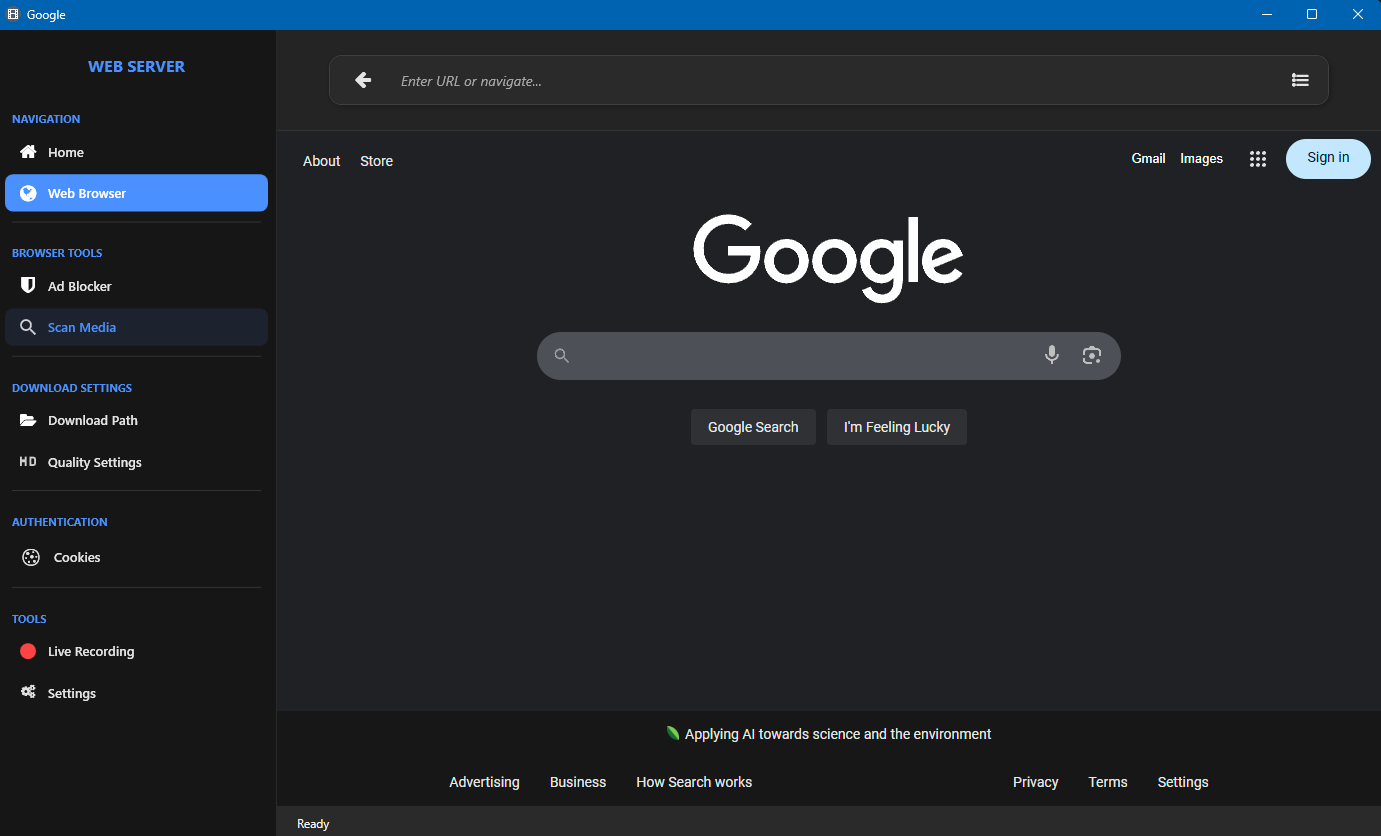 Google
WEB SERVER
NAVIGATION
Home
Web Browser
BROWSER TOOLS
Ad Blocker
Scan Media
DOWNLOAD SETTINGS
Download Path
HD Quality Settings
AUTHENTICATION
Cookies
TOOLS
Live Recording
Settings
Enter URL or navigate...
About Store Gmail Images Sign in
Google
Google Search I'm Feeling Lucky
Applying AI towards science and the environment
Advertising Business How Search works Privacy Terms Settings
Ready